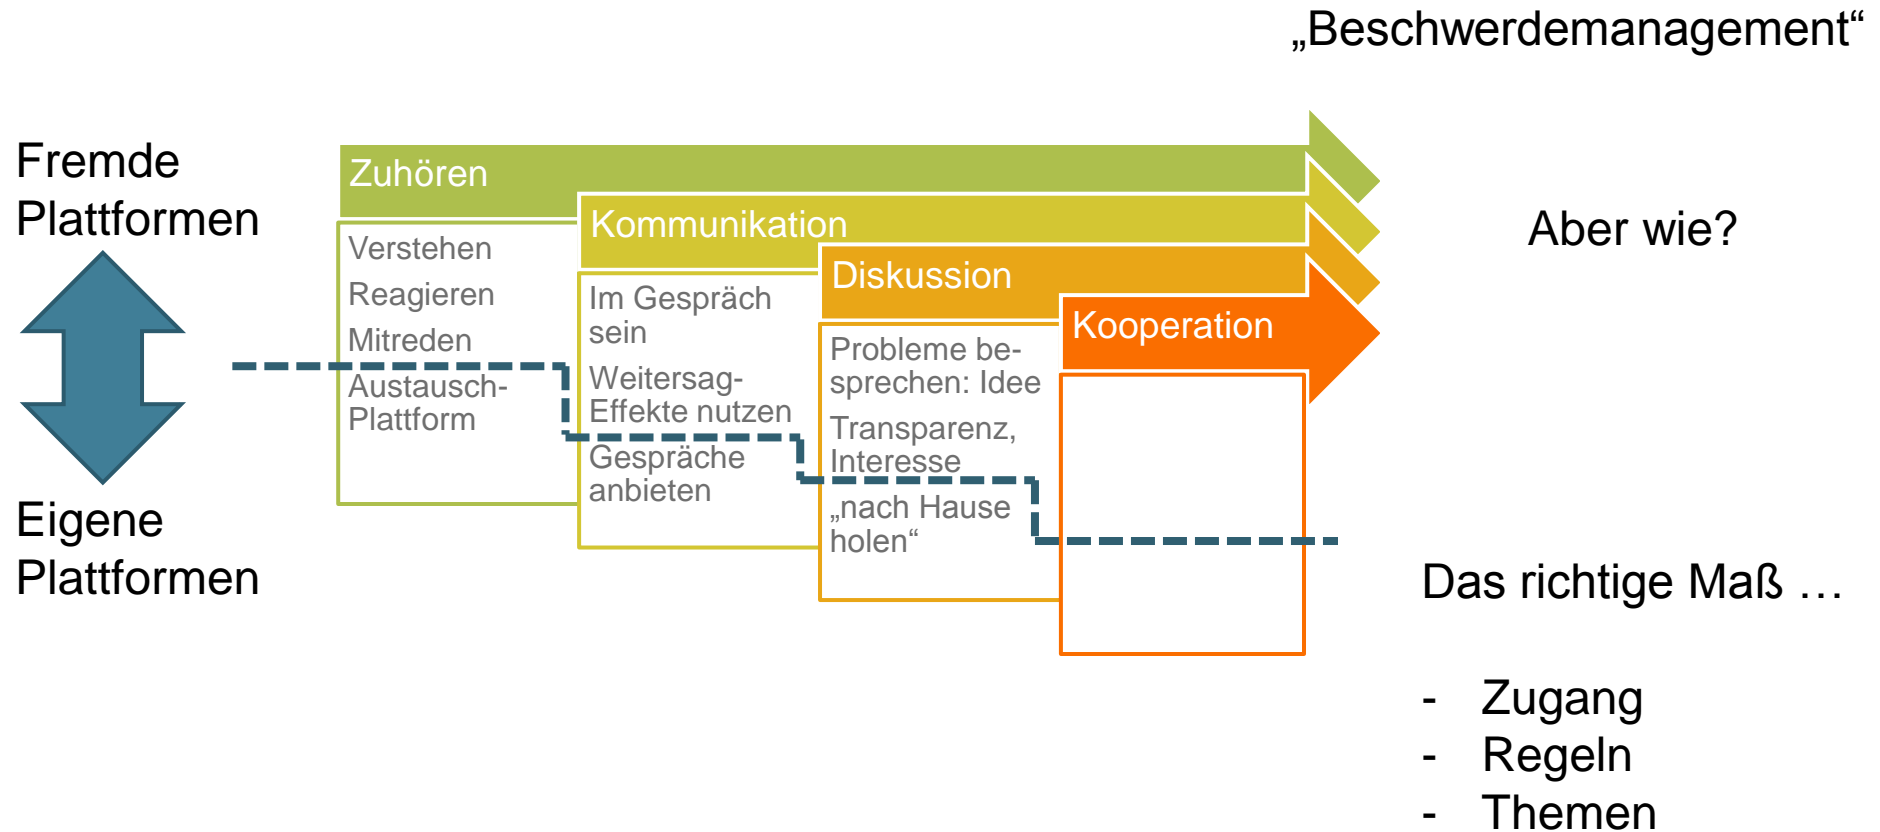 „Beschwerdemanagement“
Fremde
Plattformen
Eigene
Plattformen
Zuhören
Verstehen
Reagieren
Mitreden
Austausch-
Plattform
Kommunikation
Im Gespräch
sein
Weitersag-
Effekte nutzen
Gespräche
anbieten
Diskussion
Probleme be-
sprechen: Idee
Transparenz,
Interesse
„nach Hause
holen“
Kooperation
Aber wie?
Das richtige Maß …
- Zugang
- Regeln
- Themen